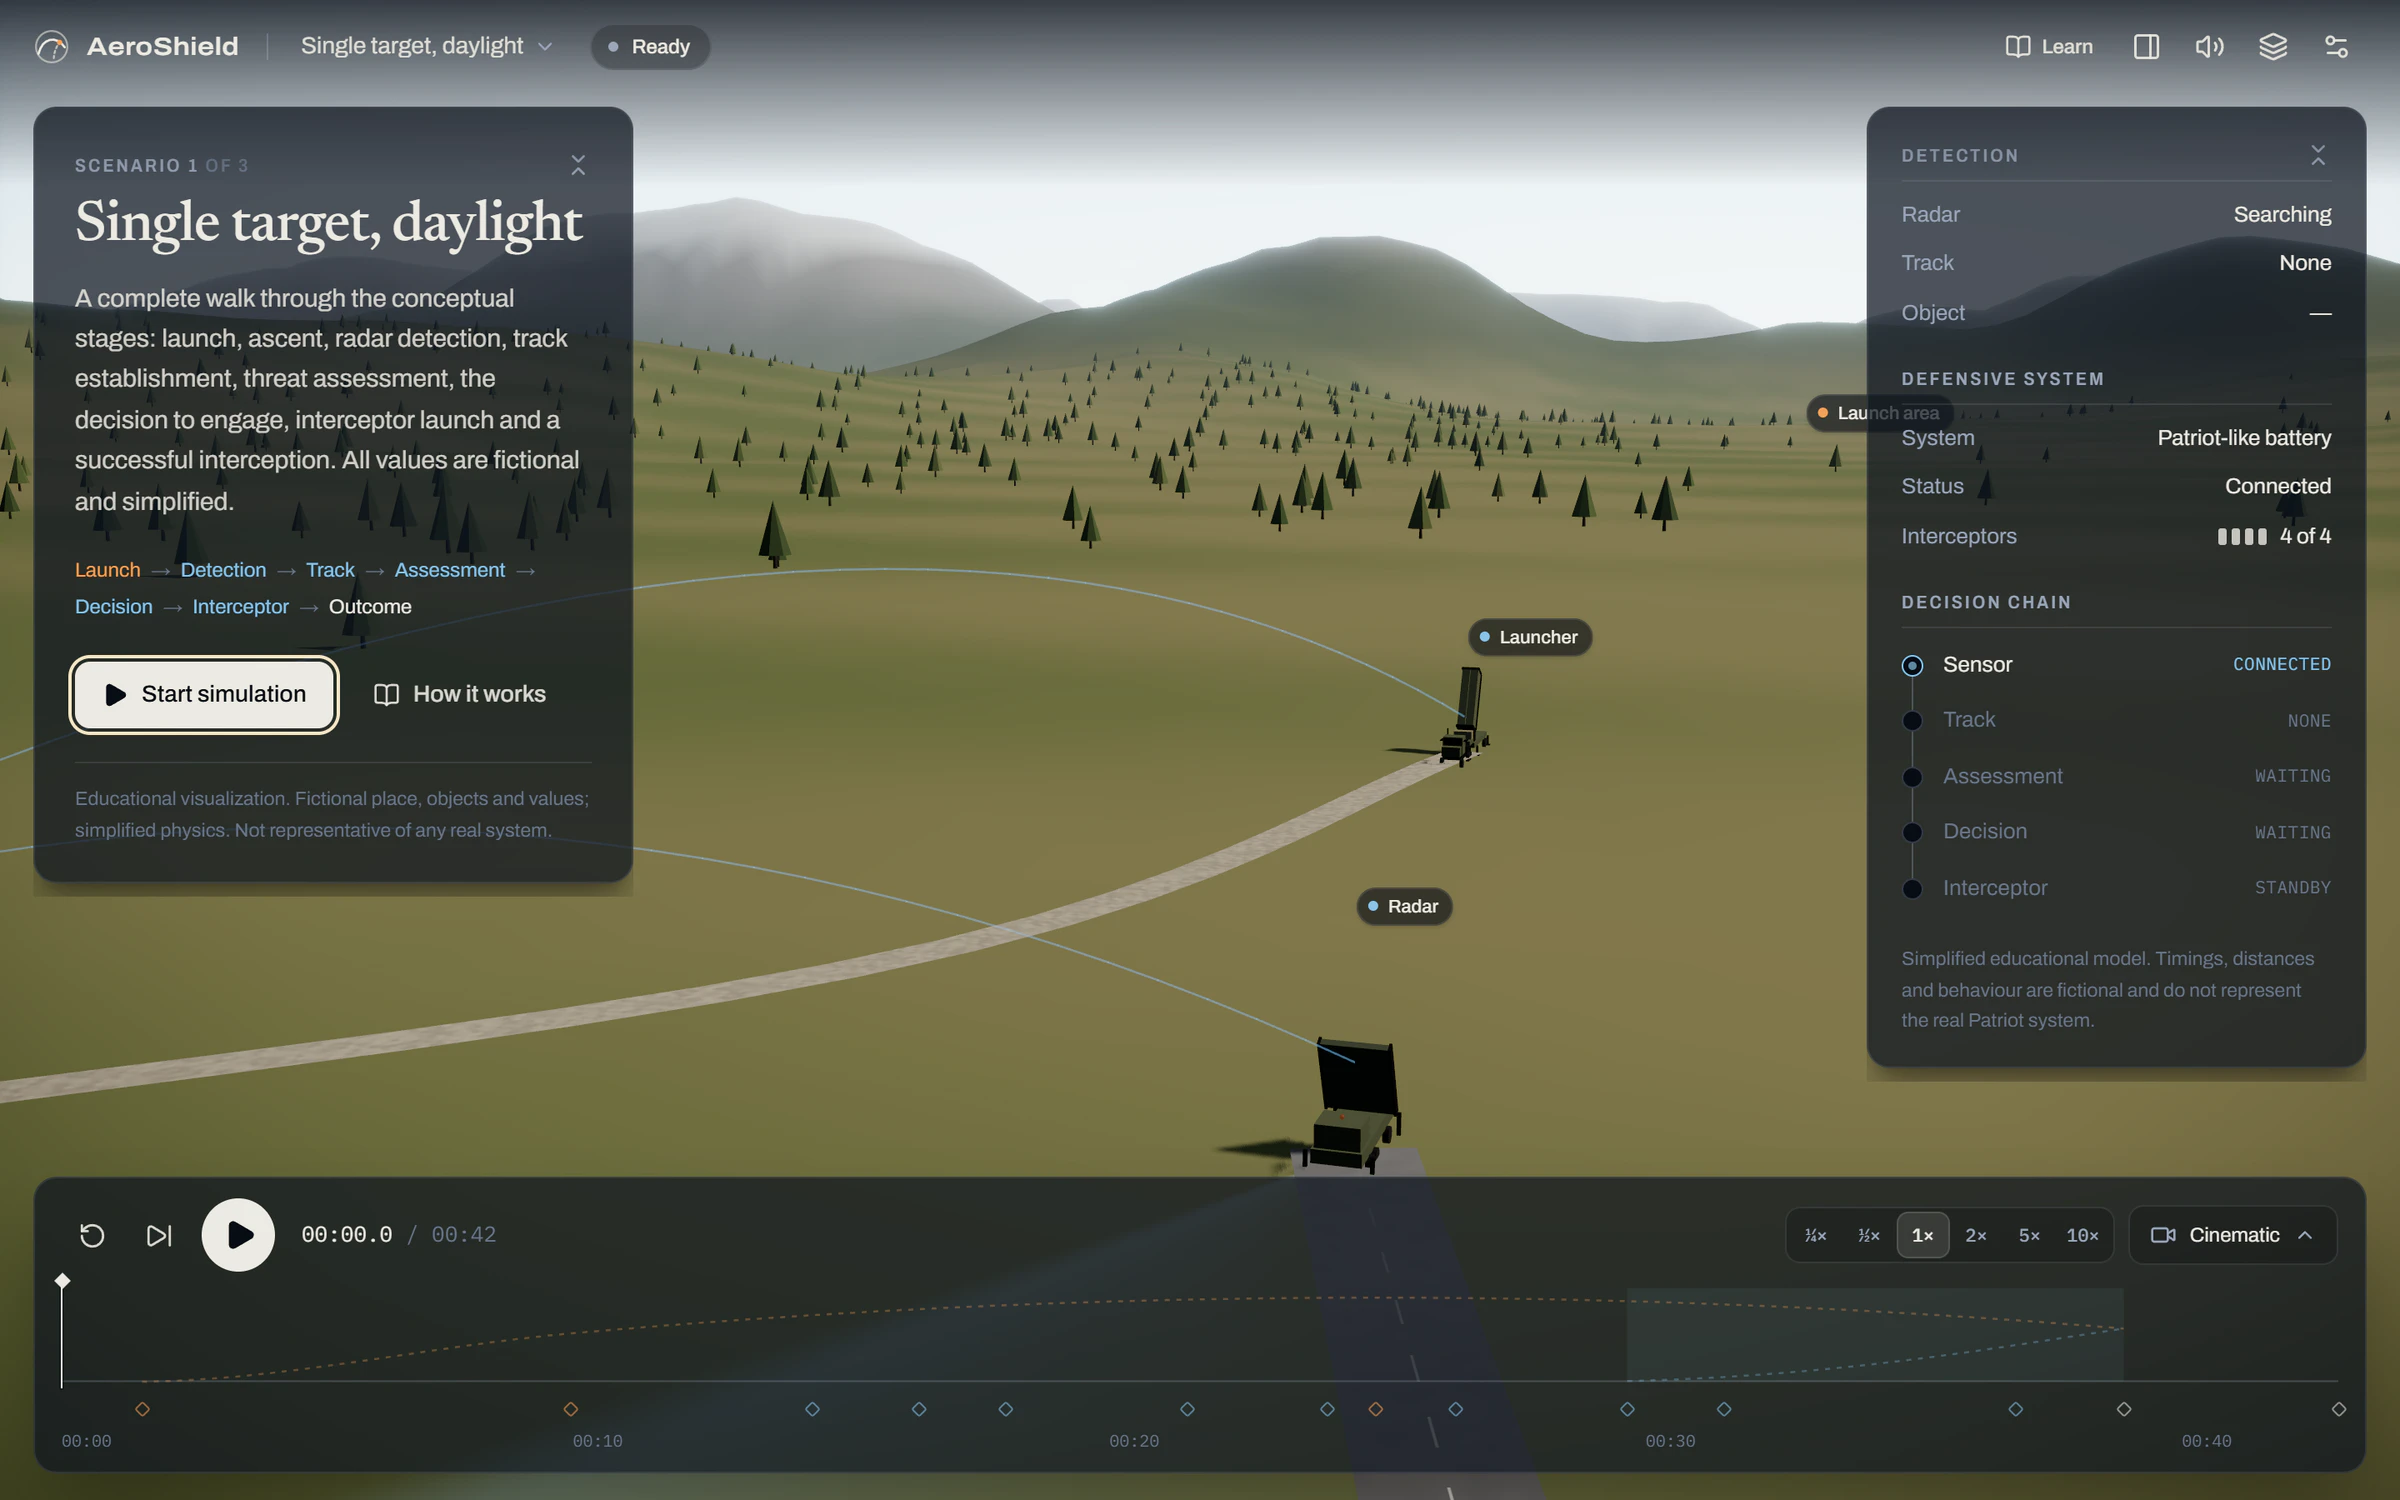 AeroShield
Single target, daylight
Ready
Learn
SCENARIO 1 OF 3
Single target, daylight
A complete walk through the conceptual
stages: launch, ascent, radar detection, track
establishment, threat assessment, the
decision to engage, interceptor launch and a
successful interception. All values are fictional
and simplified.
Launch → Detection → Track → Assessment →
Decision → Interceptor → Outcome
Start simulation
How it works
Educational visualization. Fictional place, objects and values;
simplified physics. Not representative of any real system.
Launcher
Radar
Launch area
DETECTION
Radar Searching
Track None
Object —
DEFENSIVE SYSTEM
System Patriot-like battery
Status Connected
Interceptors 4 of 4
DECISION CHAIN
Sensor CONNECTED
Track NONE
Assessment WAITING
Decision WAITING
Interceptor STANDBY
Simplified educational model. Timings, distances
and behaviour are fictional and do not represent
the real Patriot system.
00:00.0 / 00:42
¼× ½× 1× 2× 5× 10×
Cinematic
00:00 00:10 00:20 00:30 00:40